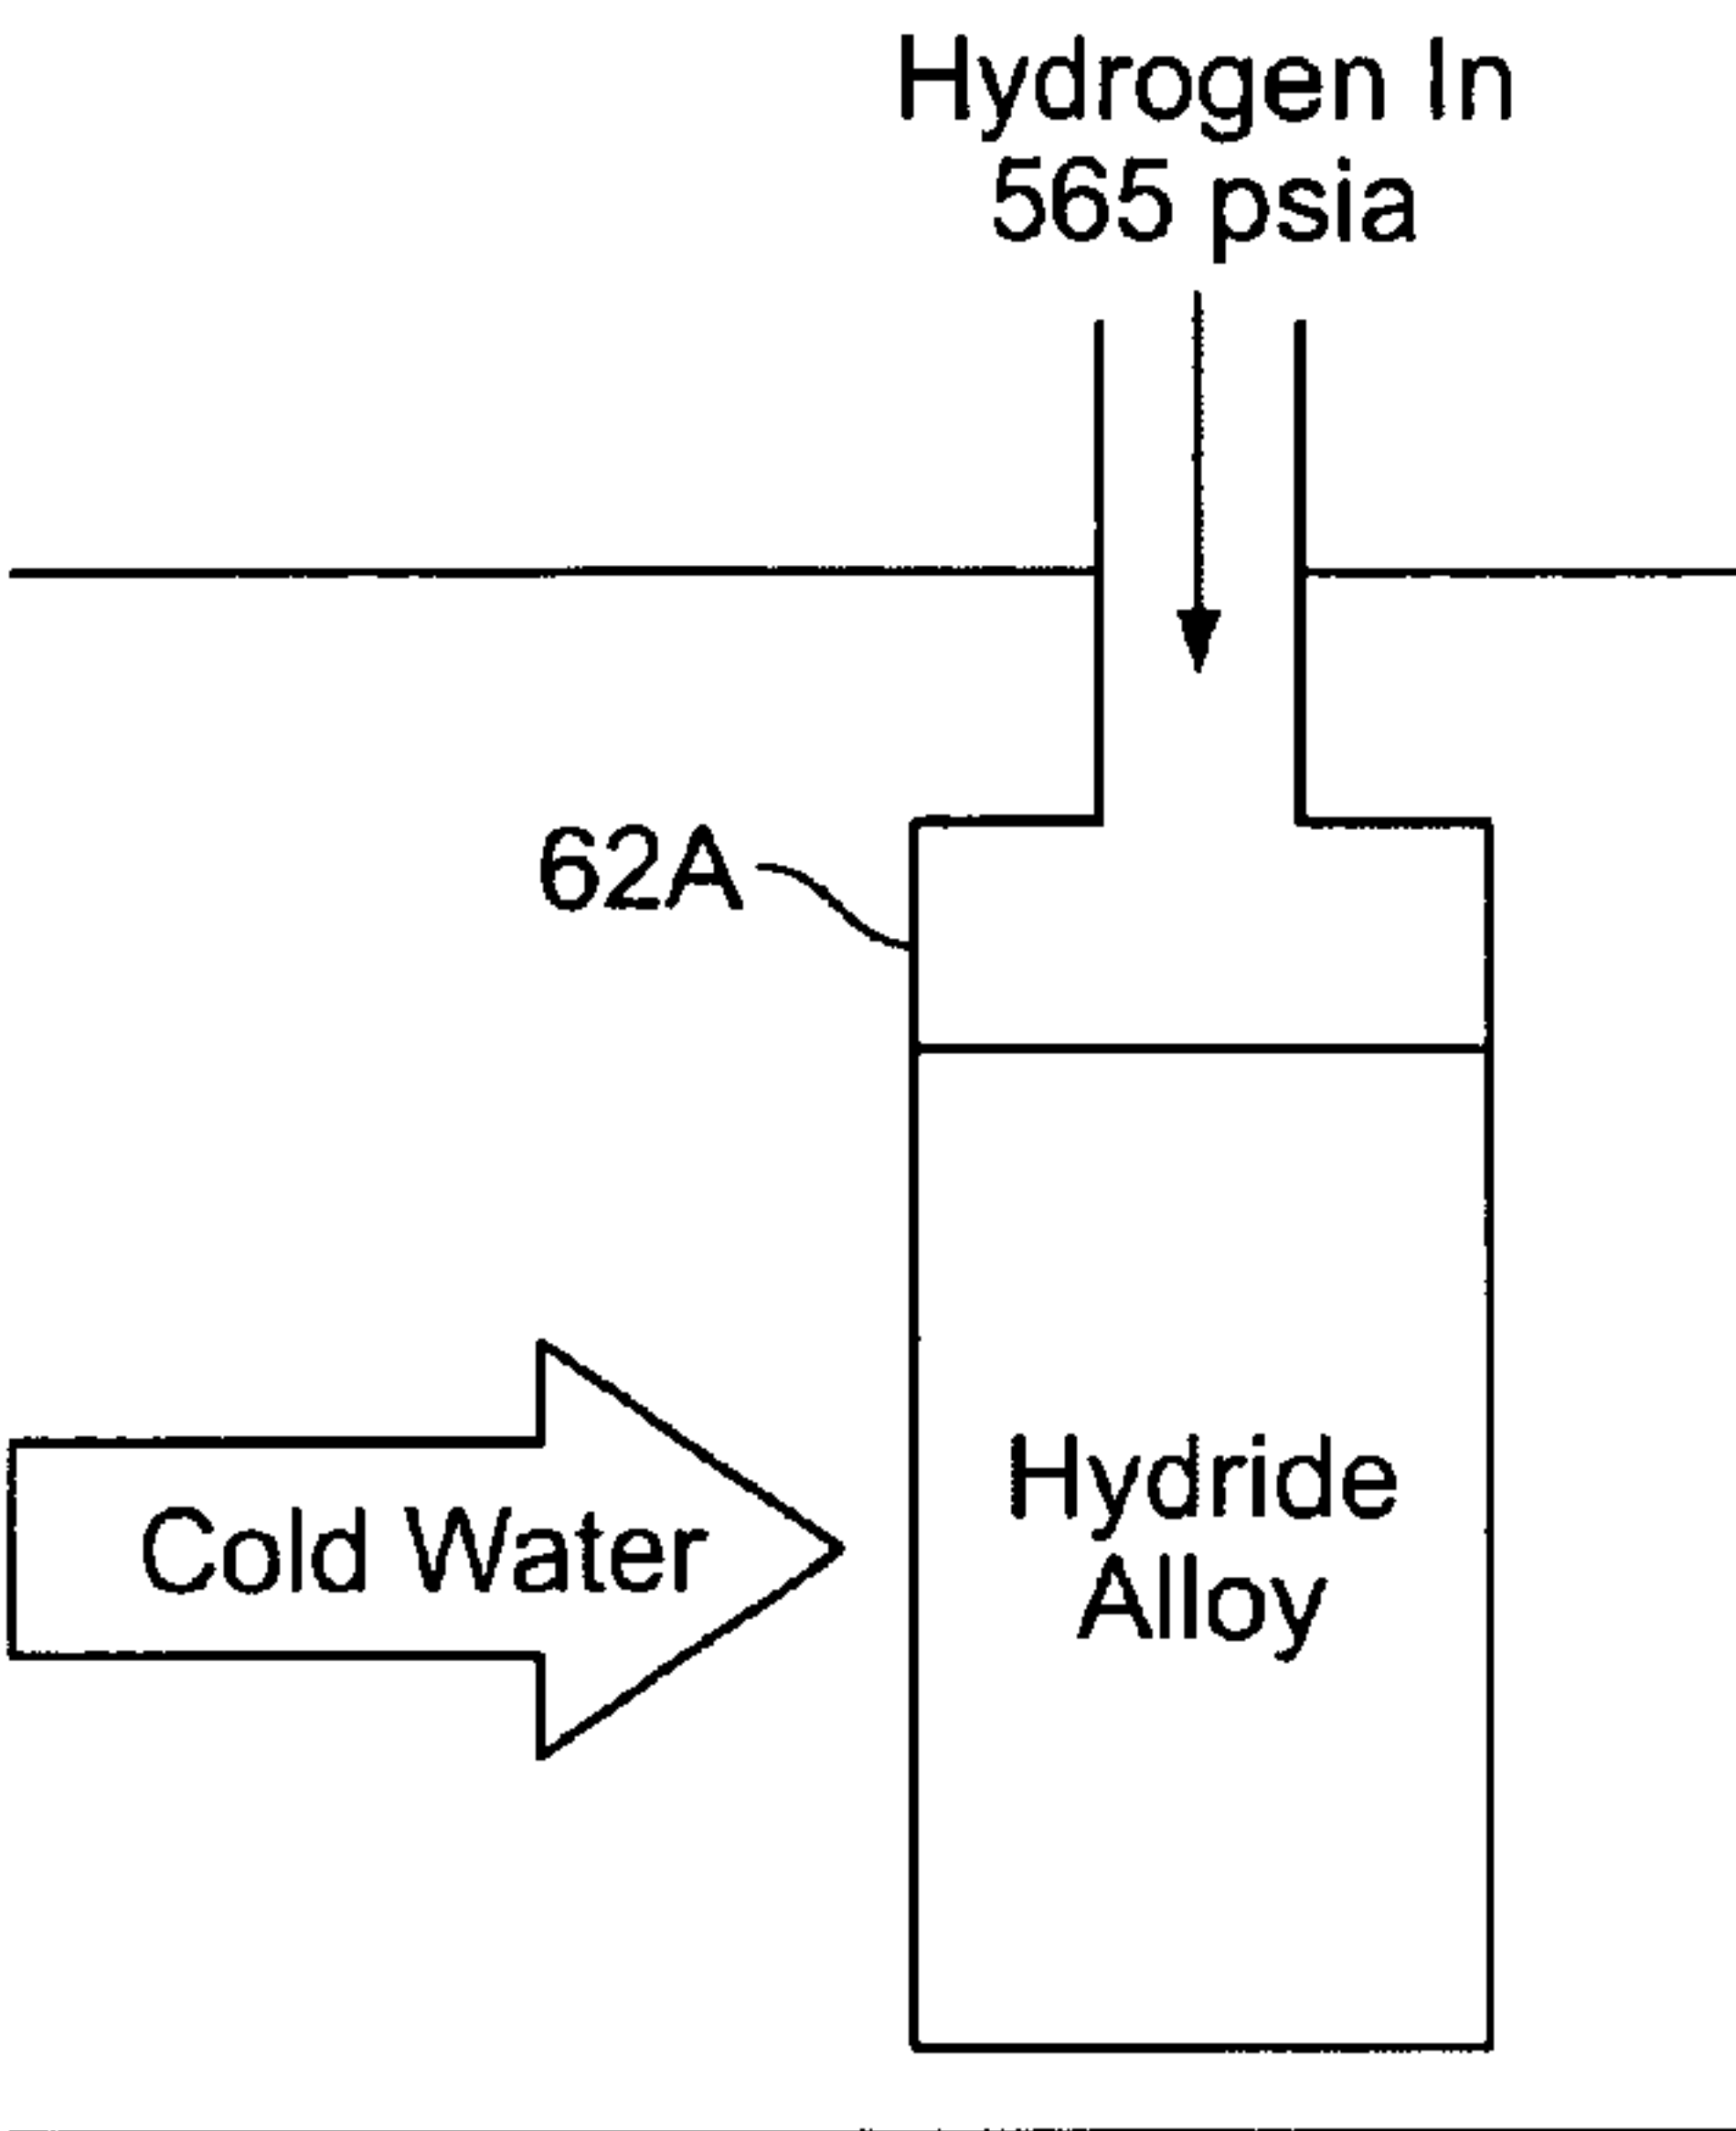 Hydrogen In
565 psia
62A
Cold Water
Hydride
Alloy